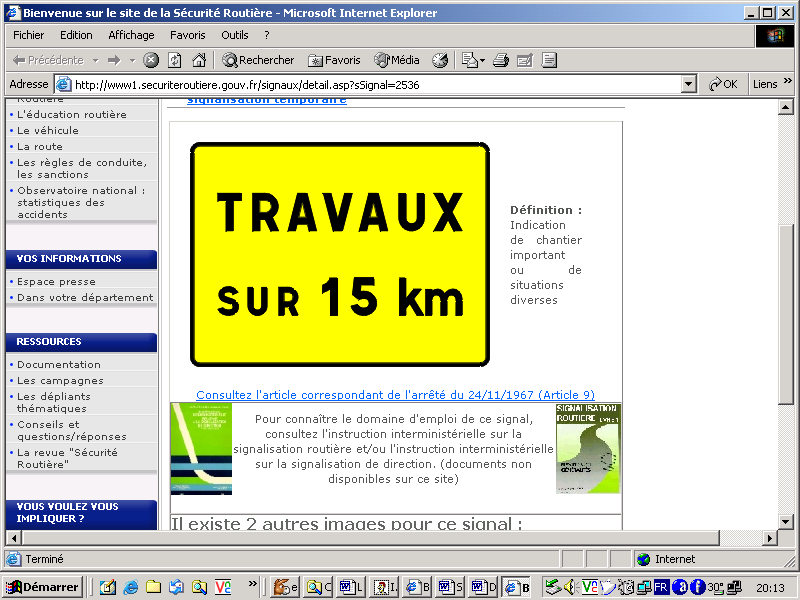 Bienvenue sur le site de la Sécurité Routière - Microsoft Internet Explorer
Fichier Edition Affichage Favoris Outils ?
Précédente Rechercher Favoris Média
Adresse http://www1.securiteroutiere.gouv.fr/signaux/detail.asp?sSignal=2536 OK Liens »
Routière
• L'éducation routière
• Le véhicule
• La route
• Les règles de conduite,
les sanctions
• Observatoire national :
statistiques des
accidents
VOS INFORMATIONS
• Espace presse
• Dans votre département
RESSOURCES
• Documentation
• Les campagnes
• Les dépliants
thématiques
• Conseils et
questions/réponses
• La revue "Sécurité
Routière"
VOUS VOULEZ VOUS
IMPLIQUER ?
signalisation temporaire
TRAVAUX
SUR 15 km
Définition :
Indication
de chantier
important
ou de
situations
diverses
Consultez l'article correspondant de l'arrêté du 24/11/1967 (Article 9)
Pour connaître le domaine d'emploi de ce signal,
consultez l'instruction interministérielle sur la
signalisation routière et/ou l'instruction interministérielle
sur la signalisation de direction. (documents non
disponibles sur ce site)
SIGNALISATION
ROUTIERE
Il existe 2 autres images pour ce signal :
Terminé Internet
Démarrer » e C L I. B S D B FR 30° 20:13